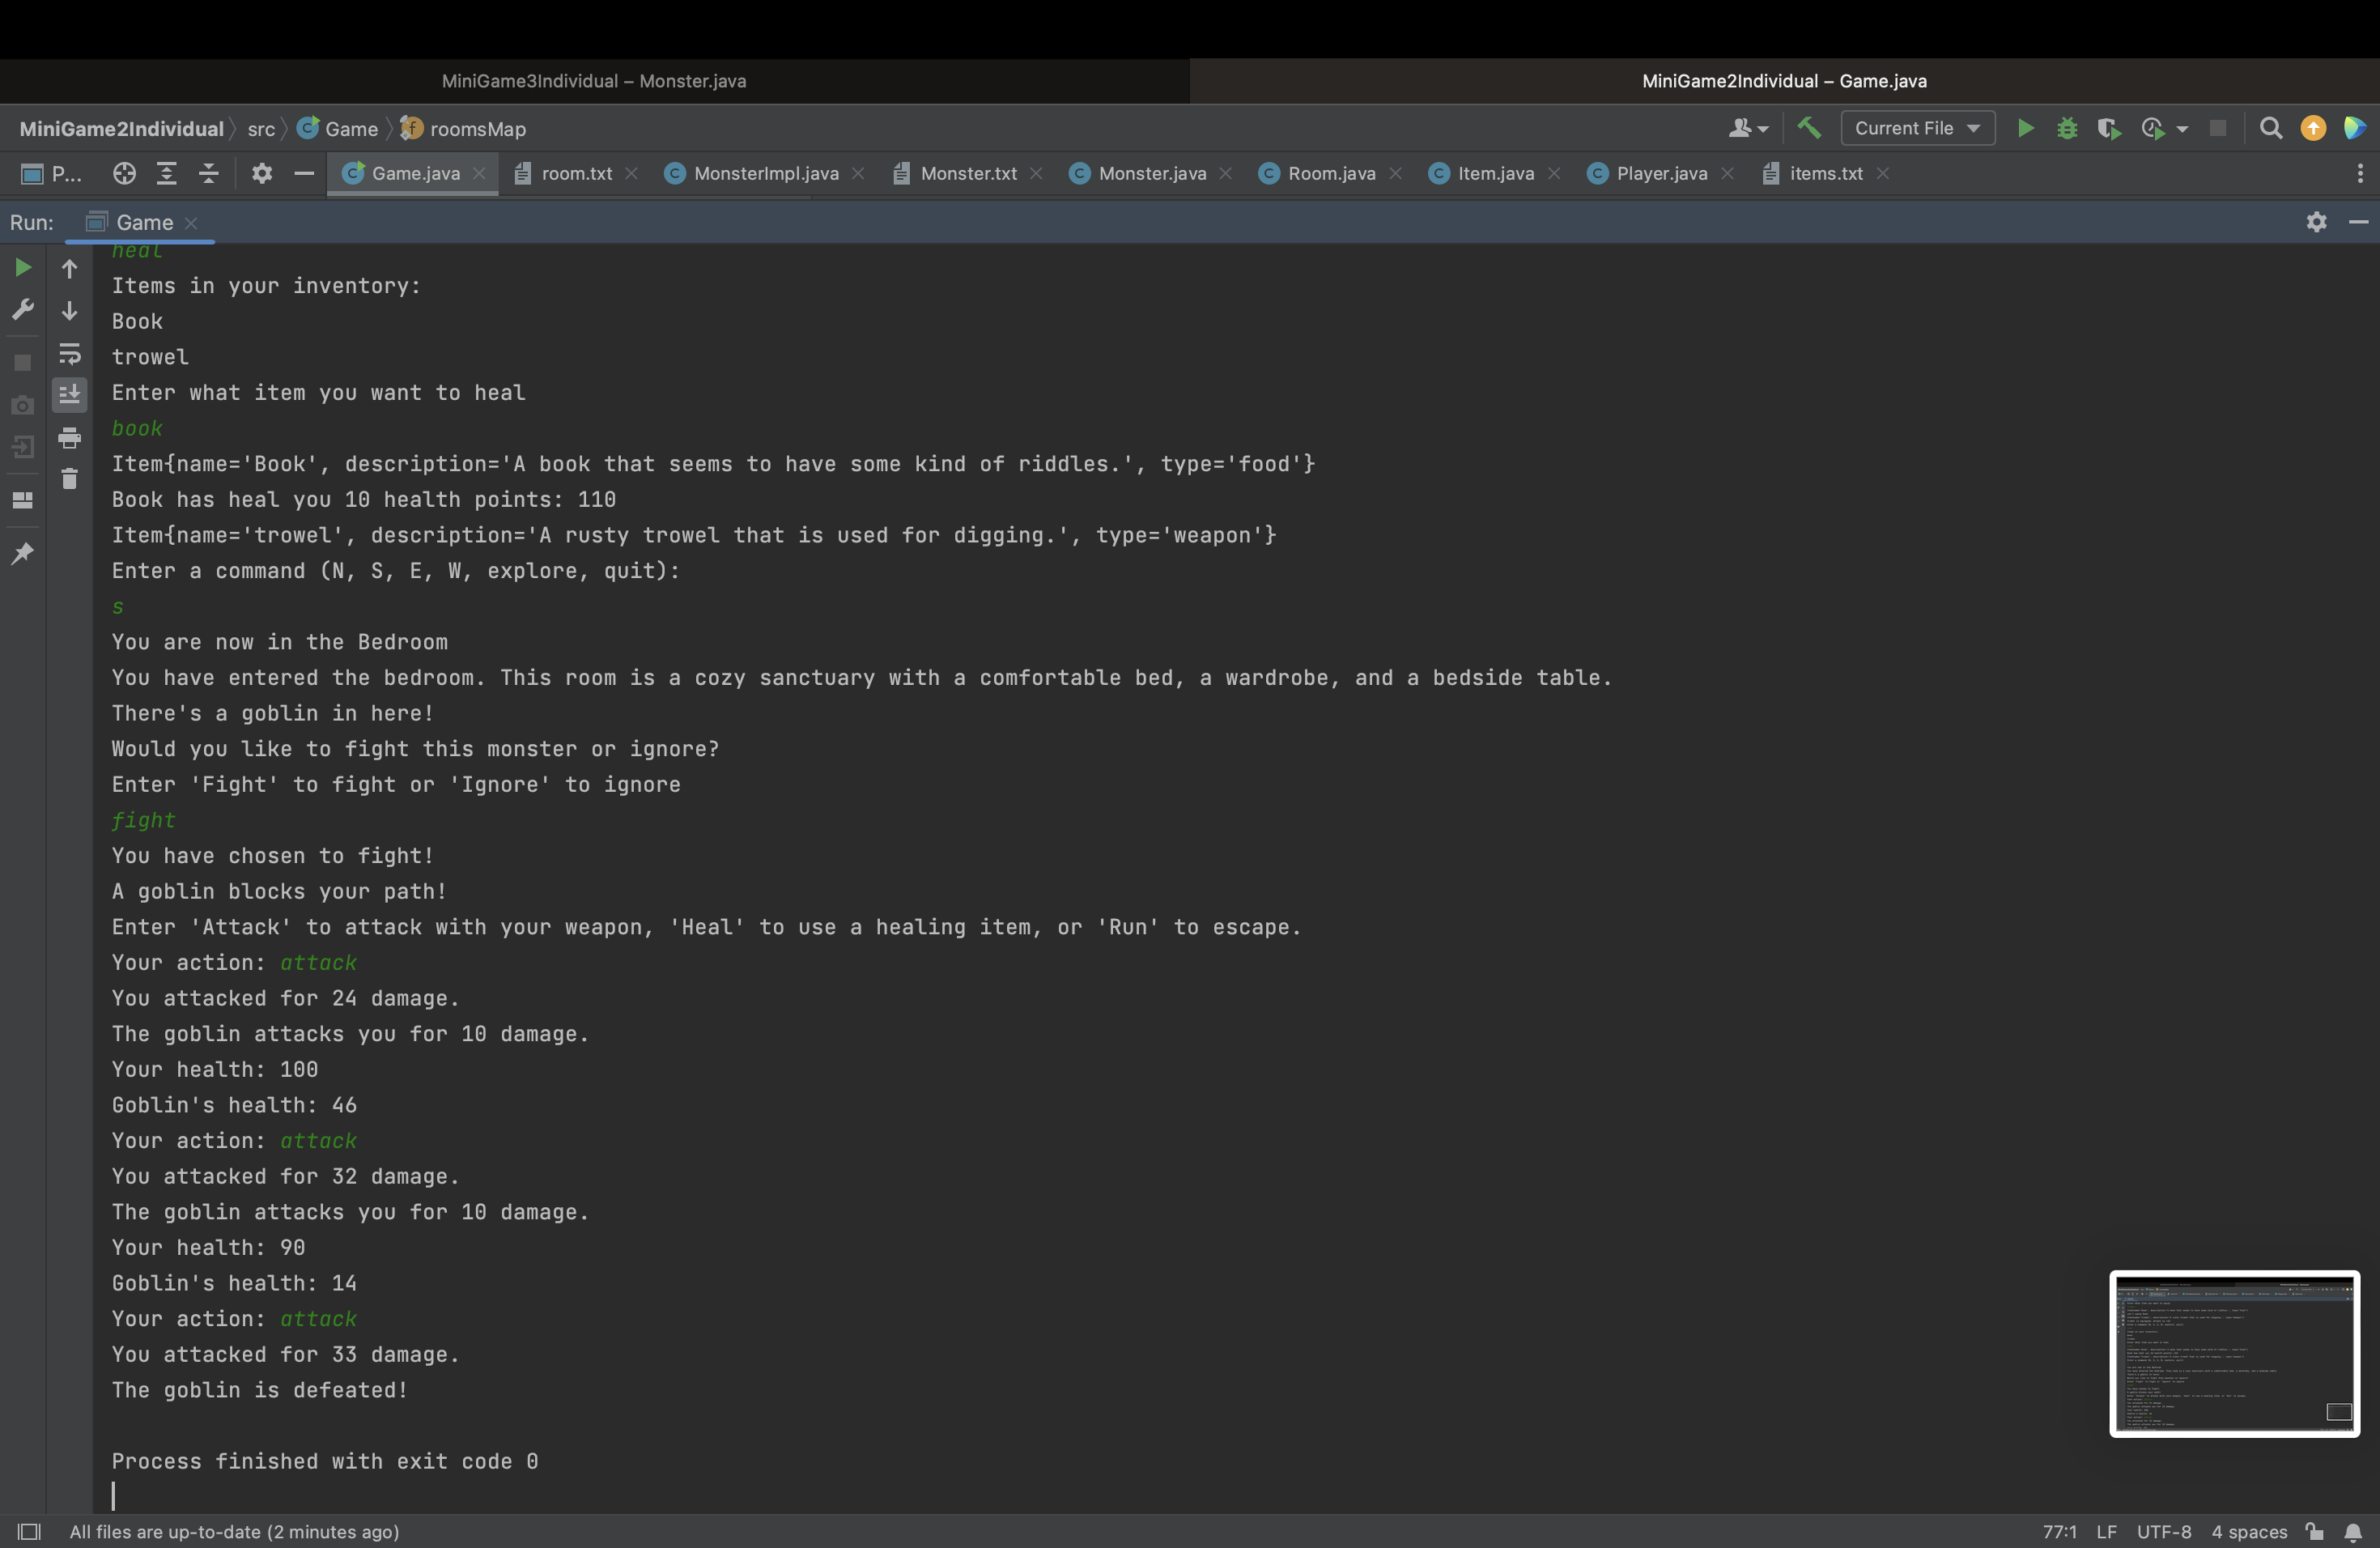 MiniGame3Individual – Monster.java
MiniGame2Individual – Game.java
MiniGame2Individual src Game roomsMap
Current File
P...
Game.java
room.txt
MonsterImpl.java
Monster.txt
Monster.java
Room.java
Item.java
Player.java
items.txt
Run: Game
heal
Items in your inventory:
Book
trowel
Enter what item you want to heal
book
Item{name='Book', description='A book that seems to have some kind of riddles.', type='food'}
Book has heal you 10 health points: 110
Item{name='trowel', description='A rusty trowel that is used for digging.', type='weapon'}
Enter a command (N, S, E, W, explore, quit):
s
You are now in the Bedroom
You have entered the bedroom. This room is a cozy sanctuary with a comfortable bed, a wardrobe, and a bedside table.
There's a goblin in here!
Would you like to fight this monster or ignore?
Enter 'Fight' to fight or 'Ignore' to ignore
fight
You have chosen to fight!
A goblin blocks your path!
Enter 'Attack' to attack with your weapon, 'Heal' to use a healing item, or 'Run' to escape.
Your action: attack
You attacked for 24 damage.
The goblin attacks you for 10 damage.
Your health: 100
Goblin's health: 46
Your action: attack
You attacked for 32 damage.
The goblin attacks you for 10 damage.
Your health: 90
Goblin's health: 14
Your action: attack
You attacked for 33 damage.
The goblin is defeated!
Process finished with exit code 0
All files are up-to-date (2 minutes ago)
77:1 LF UTF-8 4 spaces